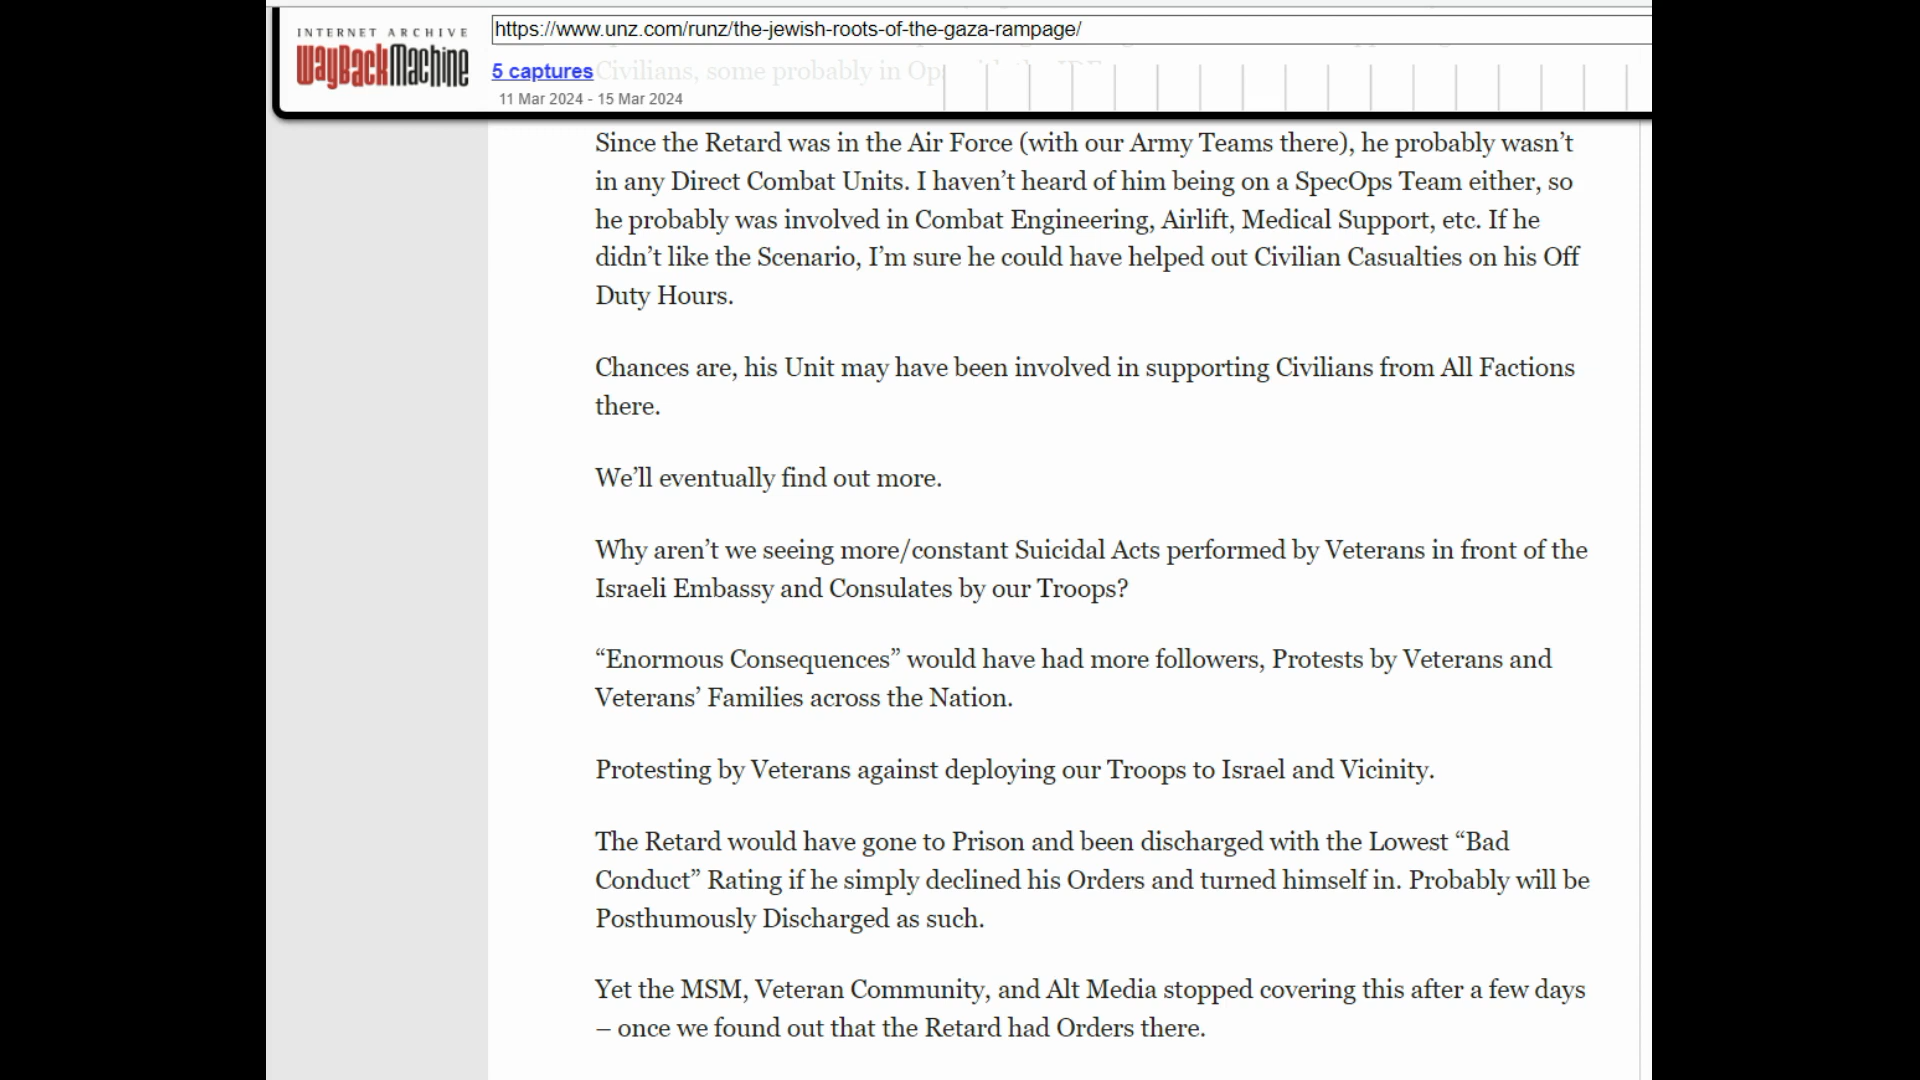 INTERNET ARCHIVE
WayBackMachine
https://www.unz.com/runz/the-jewish-roots-of-the-gaza-rampage/
5 captures
11 Mar 2024 - 15 Mar 2024
Civilians, some probably in Op
Since the Retard was in the Air Force (with our Army Teams there), he probably wasn’t
in any Direct Combat Units. I haven’t heard of him being on a SpecOps Team either, so
he probably was involved in Combat Engineering, Airlift, Medical Support, etc. If he
didn’t like the Scenario, I’m sure he could have helped out Civilian Casualties on his Off
Duty Hours.
Chances are, his Unit may have been involved in supporting Civilians from All Factions
there.
We’ll eventually find out more.
Why aren’t we seeing more/constant Suicidal Acts performed by Veterans in front of the
Israeli Embassy and Consulates by our Troops?
“Enormous Consequences” would have had more followers, Protests by Veterans and
Veterans’ Families across the Nation.
Protesting by Veterans against deploying our Troops to Israel and Vicinity.
The Retard would have gone to Prison and been discharged with the Lowest “Bad
Conduct” Rating if he simply declined his Orders and turned himself in. Probably will be
Posthumously Discharged as such.
Yet the MSM, Veteran Community, and Alt Media stopped covering this after a few days
– once we found out that the Retard had Orders there.